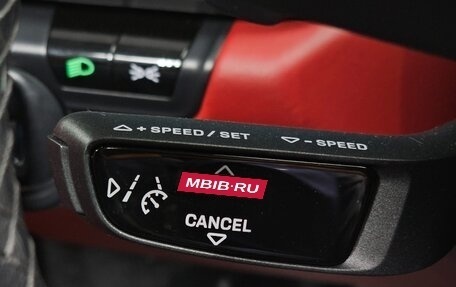 △ + SPEED / SET ▽ - SPEED
MBIB.RU
CANCEL